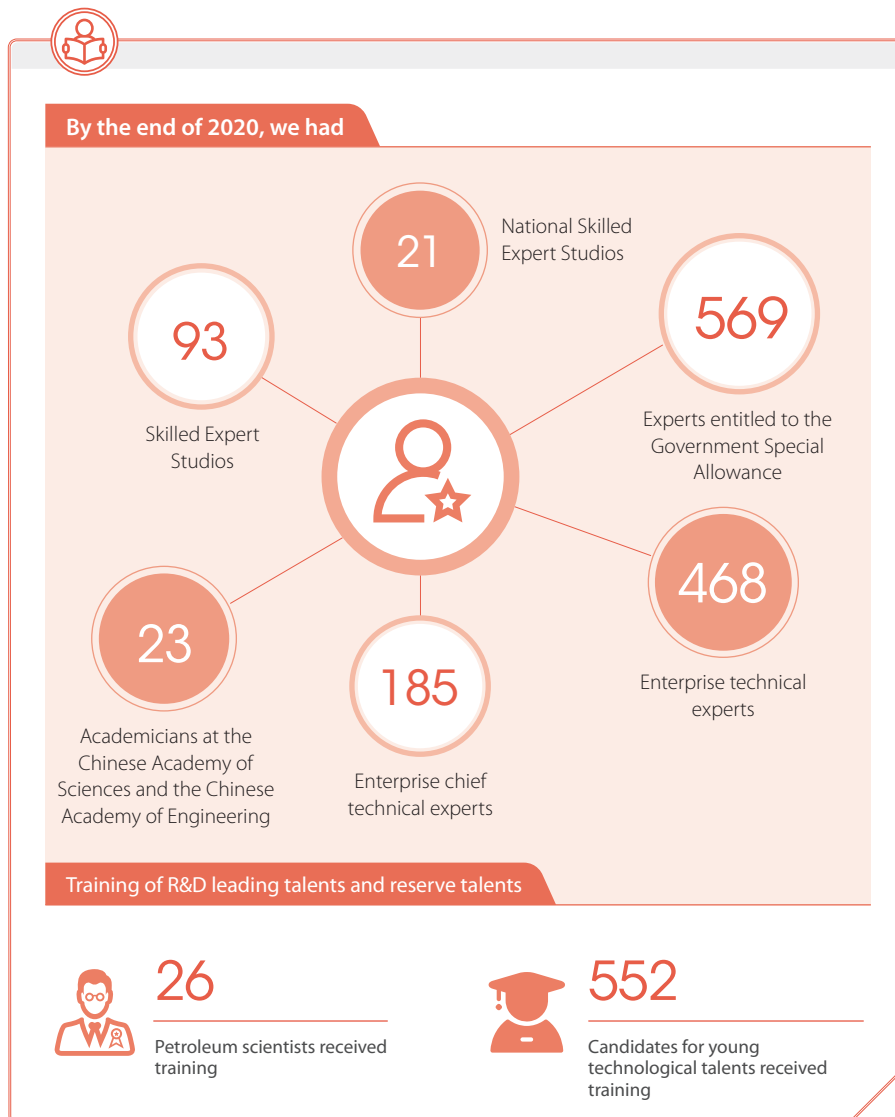 By the end of 2020, we had
21
National Skilled
Expert Studios
569
Experts entitled to the
Government Special
Allowance
93
Skilled Expert
Studios
468
Enterprise technical
experts
23
Academicians at the
Chinese Academy of
Sciences and the Chinese
Academy of Engineering
185
Enterprise chief
technical experts
Training of R&D leading talents and reserve talents
26
Petroleum scientists received
training
552
Candidates for young
technological talents received
training